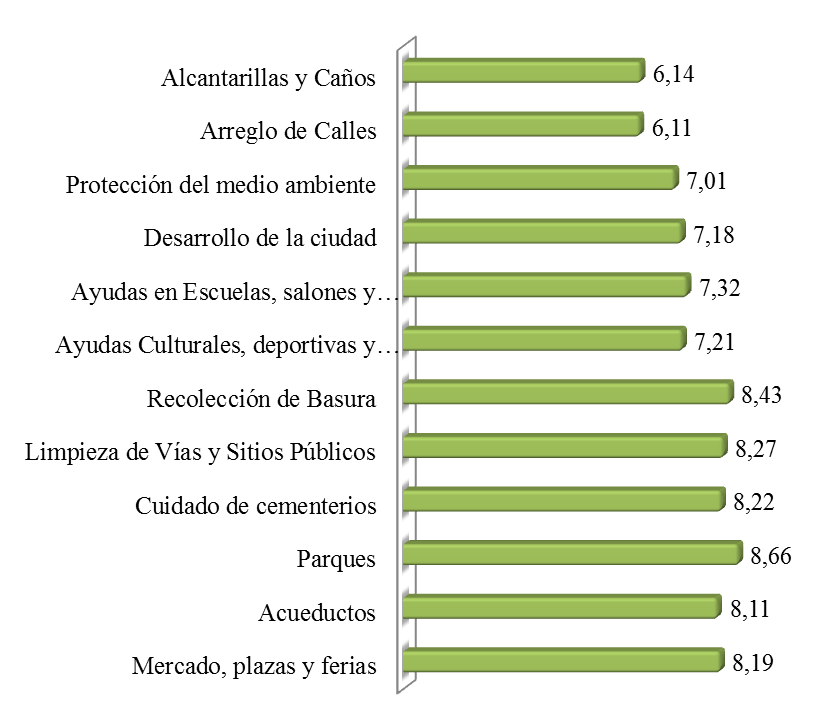 Alcantarillas y Caños 6,14
Arreglo de Calles 6,11
Protección del medio ambiente 7,01
Desarrollo de la ciudad 7,18
Ayudas en Escuelas, salones y… 7,32
Ayudas Culturales, deportivas y… 7,21
Recolección de Basura 8,43
Limpieza de Vías y Sitios Públicos 8,27
Cuidado de cementerios 8,22
Parques 8,66
Acueductos 8,11
Mercado, plazas y ferias 8,19